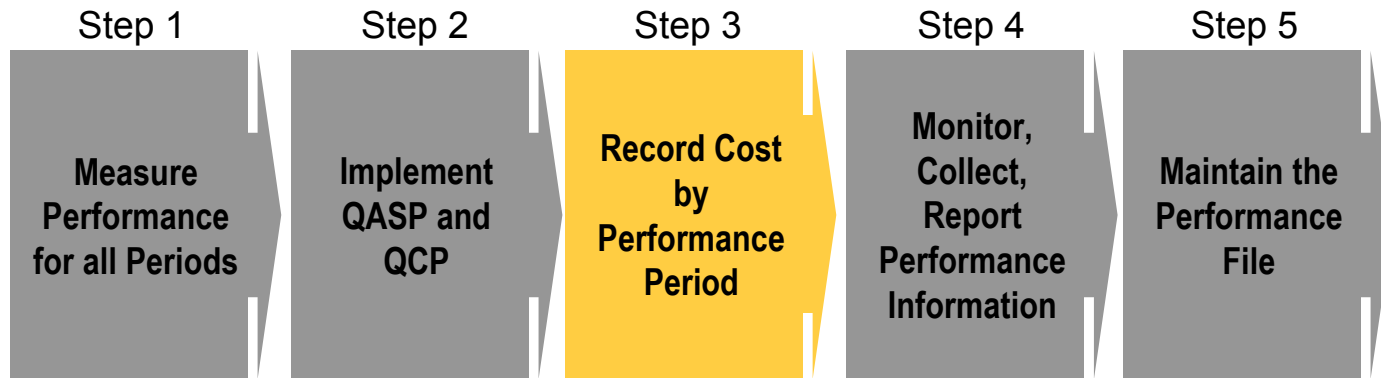 Step 1
Measure
Performance
for all Periods
Step 2
Implement
QASP and
QCP
Step 3
Record Cost
by
Performance
Period
Step 4
Monitor,
Collect,
Report
Performance
Information
Step 5
Maintain the
Performance
File